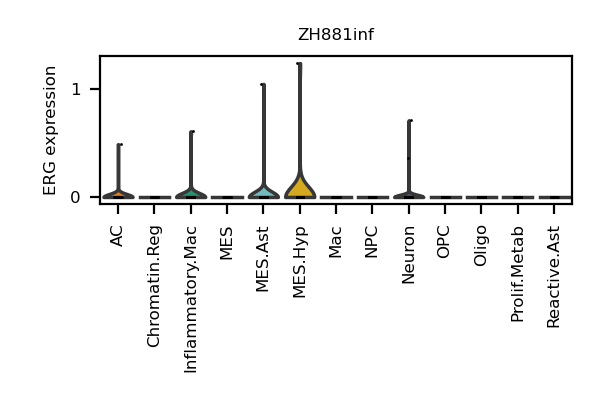 ZH881inf
ERG expression
1
0
AC
Chromatin.Reg
Inflammatory.Mac
MES
MES.Ast
MES.Hyp
Mac
NPC
Neuron
OPC
Oligo
Prolif.Metab
Reactive.Ast